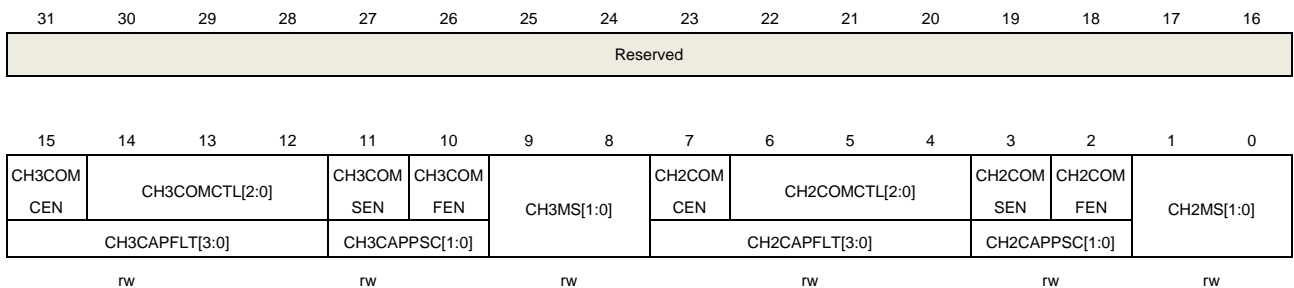 31 30 29 28 27 26 25 24 23 22 21 20 19 18 17 16
Reserved
15 14 13 12 11 10 9 8 7 6 5 4 3 2 1 0
CH3COM CEN CH3COMCTL[2:0] CH3COM SEN CH3COM FEN CH3MS[1:0] CH2COM CEN CH2COMCTL[2:0] CH2COM SEN CH2COM FEN CH2MS[1:0]
CH3CAPFLT[3:0] CH3CAPPSC[1:0] CH2CAPFLT[3:0] CH2CAPPSC[1:0]
rw rw rw rw rw rw